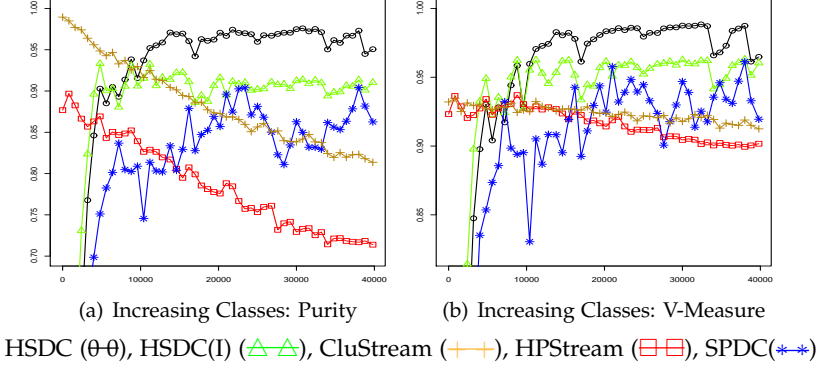 1.00
0.95
0.90
0.85
0.80
0.75
0.70
0 10000 20000 30000 40000
1.00
0.95
0.90
0.85
0 10000 20000 30000 40000
(a) Increasing Classes: Purity
(b) Increasing Classes: V-Measure
HSDC (θ-θ), HSDC(I) (△-△), CluStream (++), HPStream (□-□), SPDC(**)